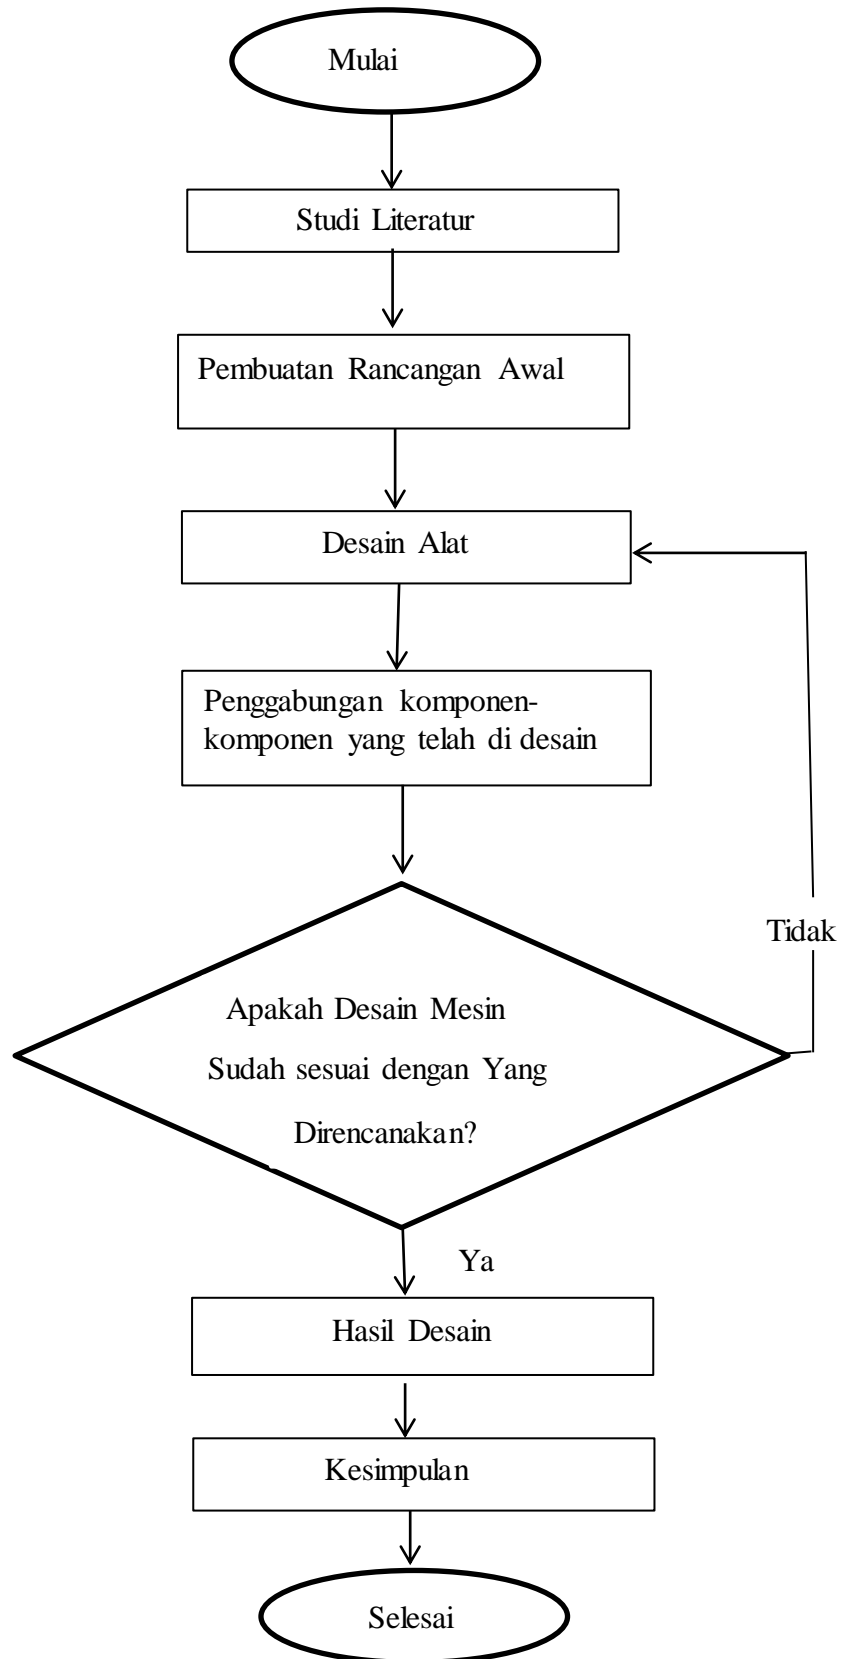 Mulai
Studi Literatur
Pembuatan Rancangan Awal
Desain Alat
Penggabungan komponen-
komponen yang telah di desain
Tidak
Apakah Desain Mesin
Sudah sesuai dengan Yang
Direncanakan?
Ya
Hasil Desain
Kesimpulan
Selesai